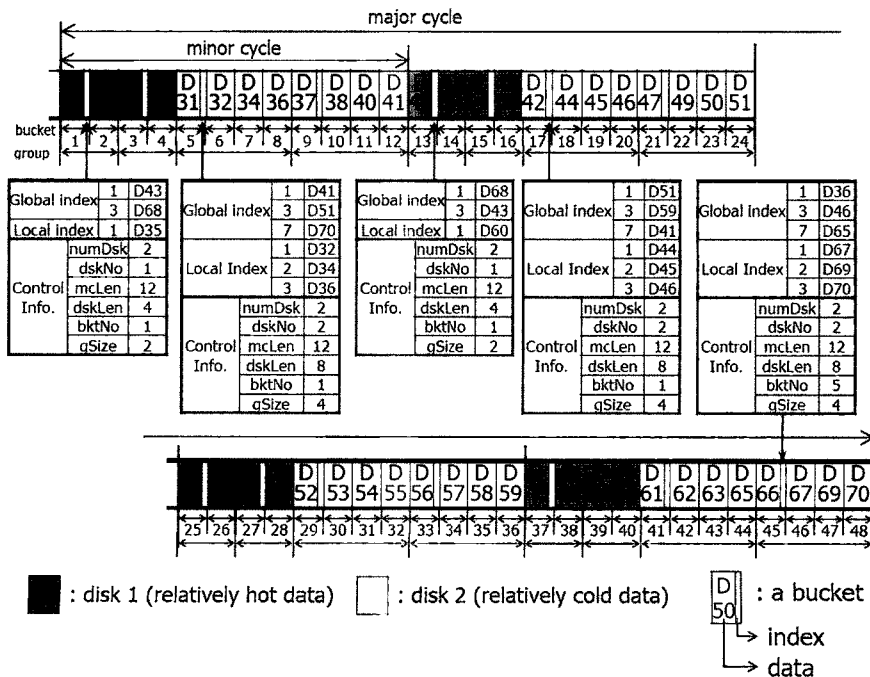 major cycle
minor cycle
D 31 D 32 D 34 D 36 D 37 D 38 D 40 D 41 D 42 D 44 D 45 D 46 D 47 D 49 D 50 D 51
bucket 1 2 3 4 5 6 7 8 9 10 11 12 13 14 15 16 17 18 19 20 21 22 23 24
group
Global index 1 D43
3 D68
Local index 1 D35
Control Info. numDsk 2
dskNo 1
mcLen 12
dskLen 4
bktNo 1
gSize 2
Global index 1 D41
3 D51
7 D70
Local Index 1 D32
2 D34
3 D36
Control Info. numDsk 2
dskNo 2
mcLen 12
dskLen 8
bktNo 1
gSize 4
Global index 1 D68
3 D43
Local index 1 D60
Control Info. numDsk 2
dskNo 1
mcLen 12
dskLen 4
bktNo 1
gSize 2
Global index 1 D51
3 D59
7 D41
Local Index 1 D44
2 D45
3 D46
Control Info. numDsk 2
dskNo 2
mcLen 12
dskLen 8
bktNo 1
gSize 4
Global index 1 D36
3 D46
7 D65
Local Index 1 D67
2 D69
3 D70
Control Info. numDsk 2
dskNo 2
mcLen 12
dskLen 8
bktNo 5
gSize 4
D 52 D 53 D 54 D 55 D 56 D 57 D 58 D 59 D 61 D 62 D 63 D 65 D 66 D 67 D 69 D 70
25 26 27 28 29 30 31 32 33 34 35 36 37 38 39 40 41 42 43 44 45 46 47 48
: disk 1 (relatively hot data)
: disk 2 (relatively cold data)
D 50 : a bucket
index
data